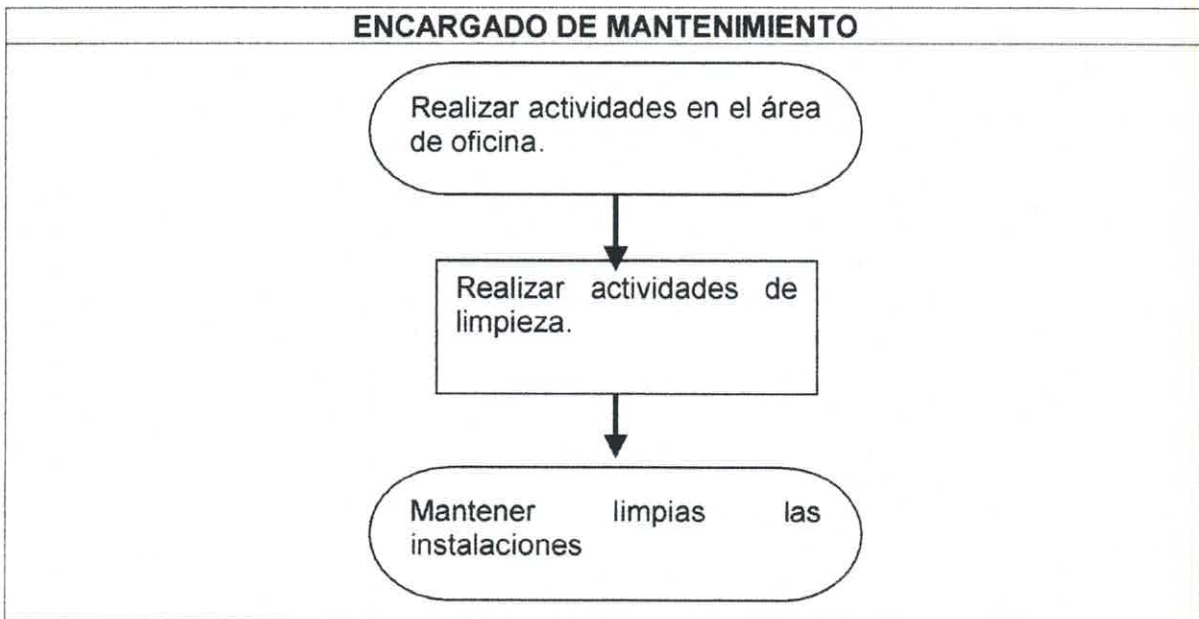 ENCARGADO DE MANTENIMIENTO
Realizar actividades en el área
de oficina.
Realizar actividades de
limpieza.
Mantener limpias las
instalaciones